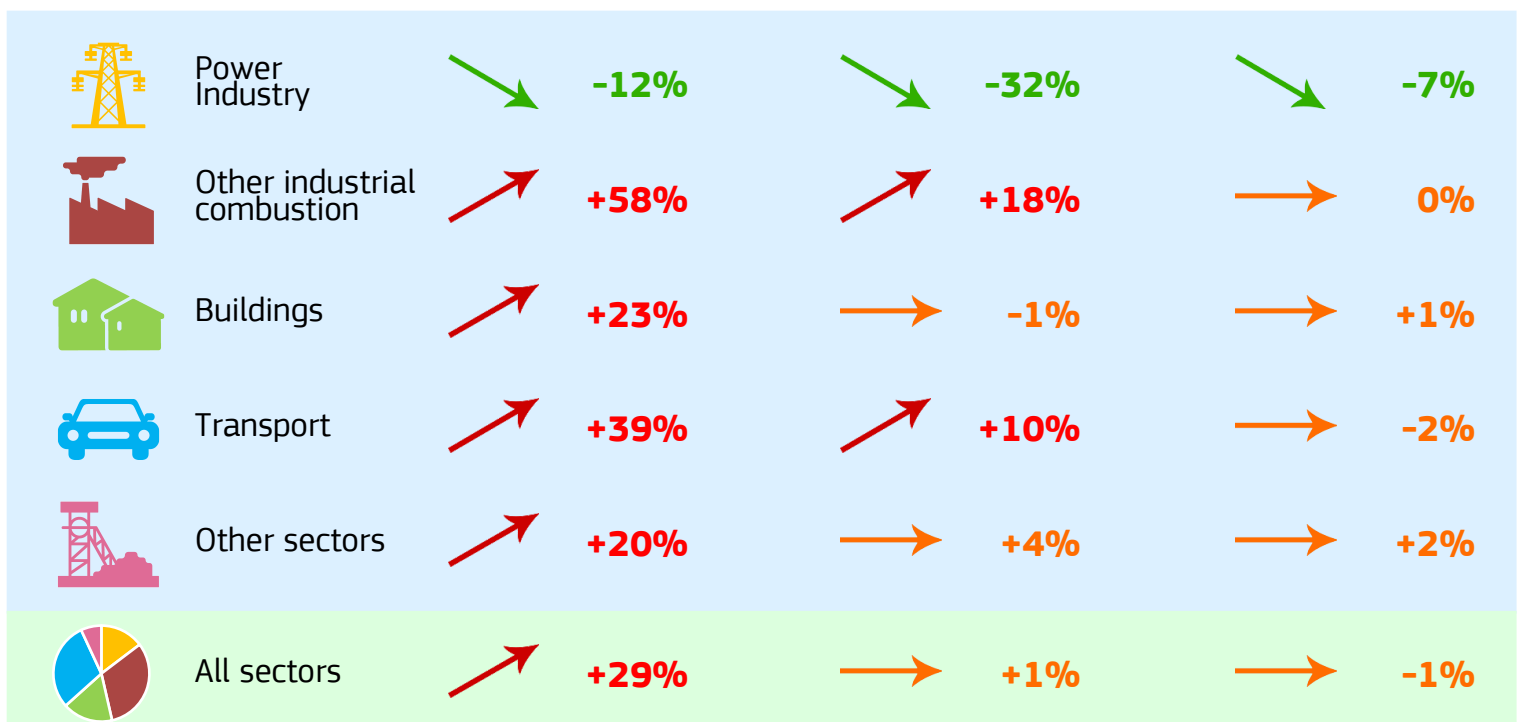 Power
Industry
-12%
-32%
-7%
Other industrial
combustion
+58%
+18%
0%
Buildings
+23%
-1%
+1%
Transport
+39%
+10%
-2%
Other sectors
+20%
+4%
+2%
All sectors
+29%
+1%
-1%